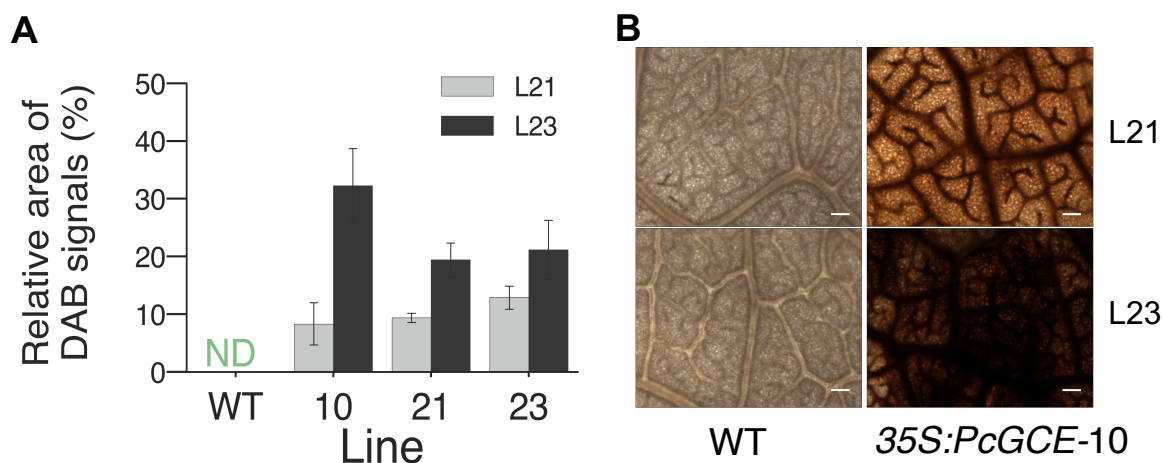 A
B
Relative area of
DAB signals (%)
50
40
30
20
10
0
L21
L23
ND
WT
10
21
23
Line
L21
L23
WT
35S:PcGCE-10